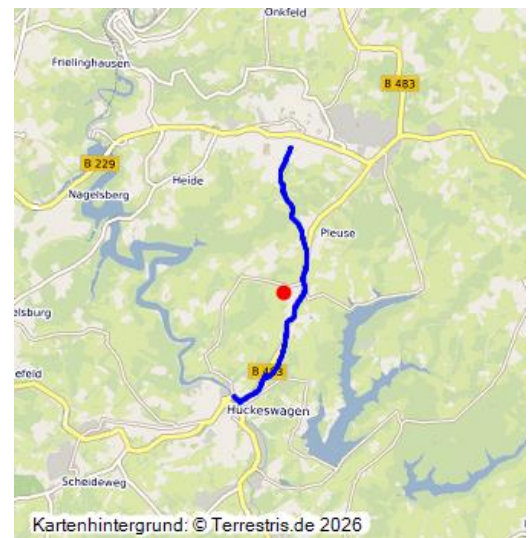 Onkfeld
Frielinghausen
B 483
B 229
Nagelsberg
Heide
Pleuse
elsburg
B 483
efeld
Hückeswagen
Scheideweg
Kartenhintergrund: © Terrestris.de 2026